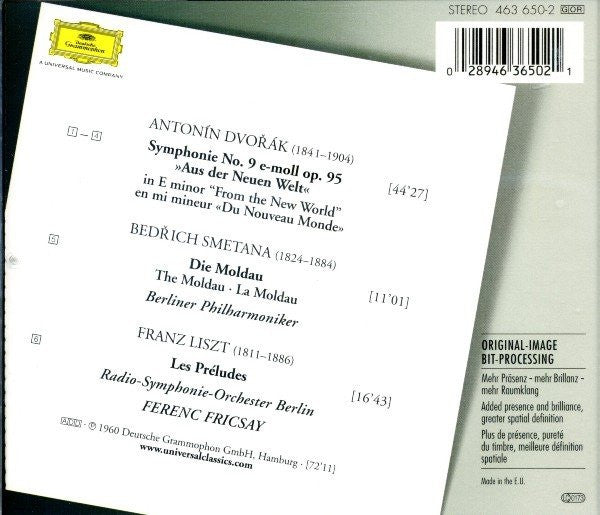 STEREO 463 650-2 GOR
0 28946 36502 1
Deutsche
Grammophon
A UNIVERSAL MUSIC COMPANY
ANTONÍN DVOŘÁK (1841–1904)
1 – 4 Symphonie No. 9 e-moll op. 95 [44'27]
»Aus der Neuen Welt«
in E minor "From the New World"
en mi mineur «Du Nouveau Monde»
BEDŘICH SMETANA (1824–1884)
5 Die Moldau [11'01]
The Moldau · La Moldau
Berliner Philharmoniker
FRANZ LISZT (1811–1886)
6 Les Préludes [16'43]
Radio-Symphonie-Orchester Berlin
FERENC FRICSAY
ADD · ℗ 1960 Deutsche Grammophon GmbH, Hamburg · [72'11]
www.universalclassics.com
ORIGINAL-IMAGE
BIT-PROCESSING
Mehr Präsenz - mehr Brillanz -
mehr Raumklang
Added presence and brilliance,
greater spatial definition
Plus de présence, pureté
du timbre, meilleure définition
spatiale
Made in the E.U.